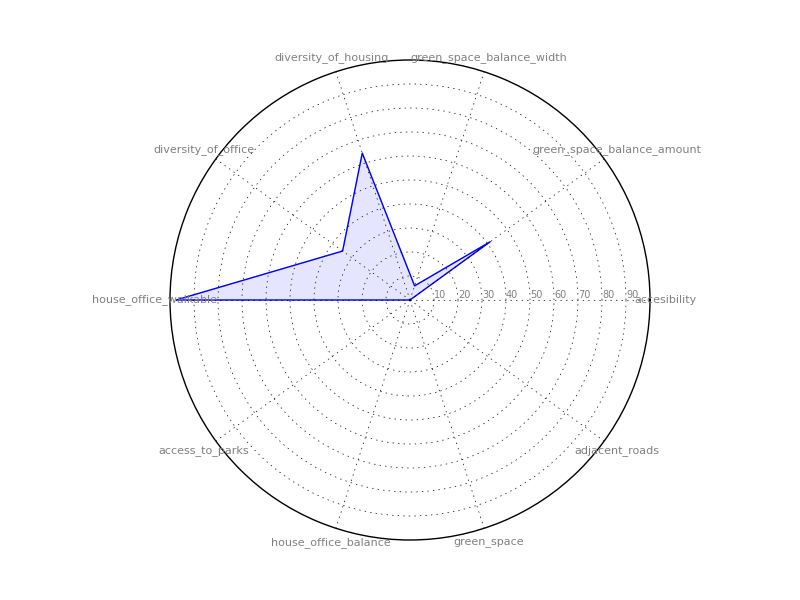 diversity_of_housing
green_space_balance_width
diversity_of_office
green_space_balance_amount
house_office_walkable
10 20 30 40 50 60 70 80 90
accesibility
access_to_parks
adjacent_roads
house_office_balance
green_space